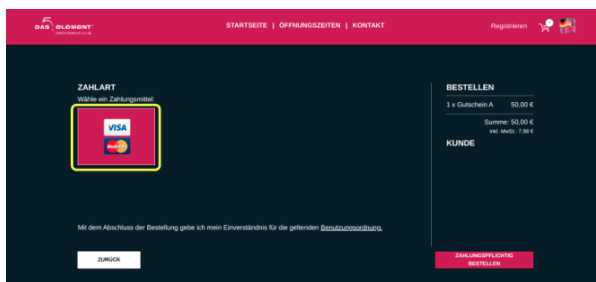 5
DAS ELEMENT
STARTSEITE | ÖFFNUNGSZEITEN | KONTAKT
Registrieren
ZAHLART
Wähle ein Zahlungsmittel:
VISA
BESTELLEN
1 x Gutschein A 50,00 €
Summe: 50,00 €
inkl. MwSt.: 7,98 €
KUNDE
Mit dem Abschluss der Bestellung gebe ich mein Einverständnis für die geltenden Benutzungsordnung.
ZURÜCK
ZAHLUNGSPFLICHTIG
BESTELLEN